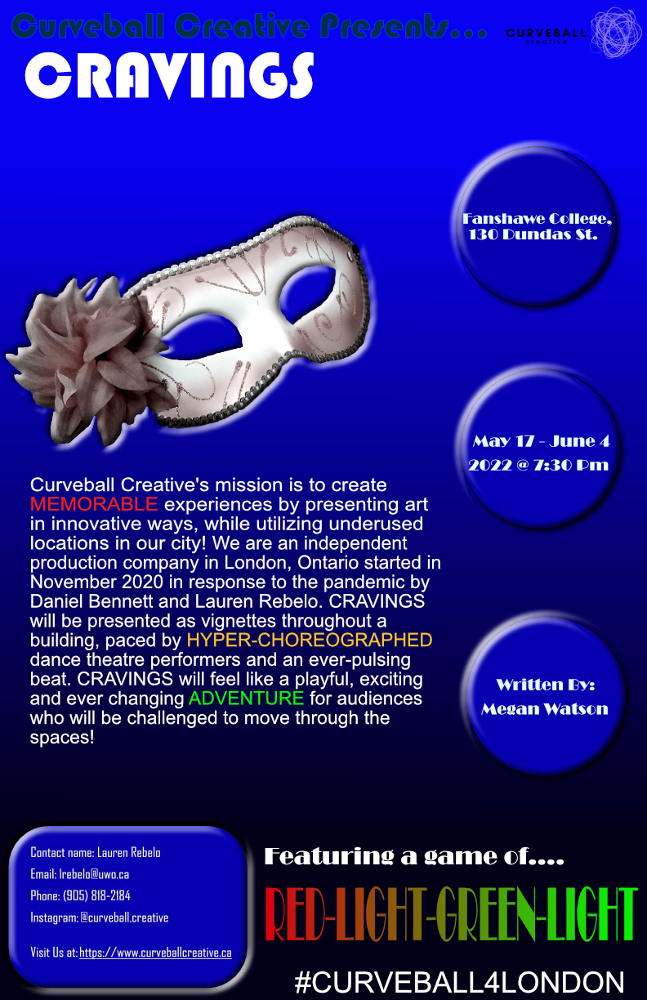 Curveball Creative Presents...
CURVEBALL
creative
CRAVINGS
Fanshawe College,
130 Dundas St.
May 17 - June 4
2022 @ 7:30 Pm
Curveball Creative's mission is to create
MEMORABLE experiences by presenting art
in innovative ways, while utilizing underused
locations in our city! We are an independent
production company in London, Ontario started in
November 2020 in response to the pandemic by
Daniel Bennett and Lauren Rebelo. CRAVINGS
will be presented as vignettes throughout a
building, paced by HYPER-CHOREOGRAPHED
dance theatre performers and an ever-pulsing
beat. CRAVINGS will feel like a playful, exciting
and ever changing ADVENTURE for audiences
who will be challenged to move through the
spaces!
Written By:
Megan Watson
Contact name: Lauren Rebelo
Email: lrebelo@uwo.ca
Phone: (905) 818-2184
Instagram: @curveball.creative
Visit Us at: https://www.curveballcreative.ca
Featuring a game of....
RED-LIGHT-GREEN-LIGHT
#CURVEBALL4LONDON